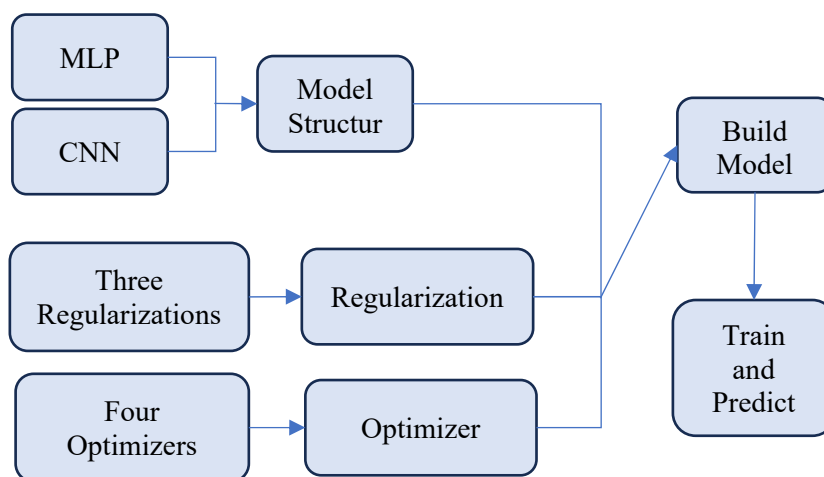 MLP
CNN
Model
Structur
Build
Model
Three
Regularizations
Regularization
Four
Optimizers
Optimizer
Train
and
Predict